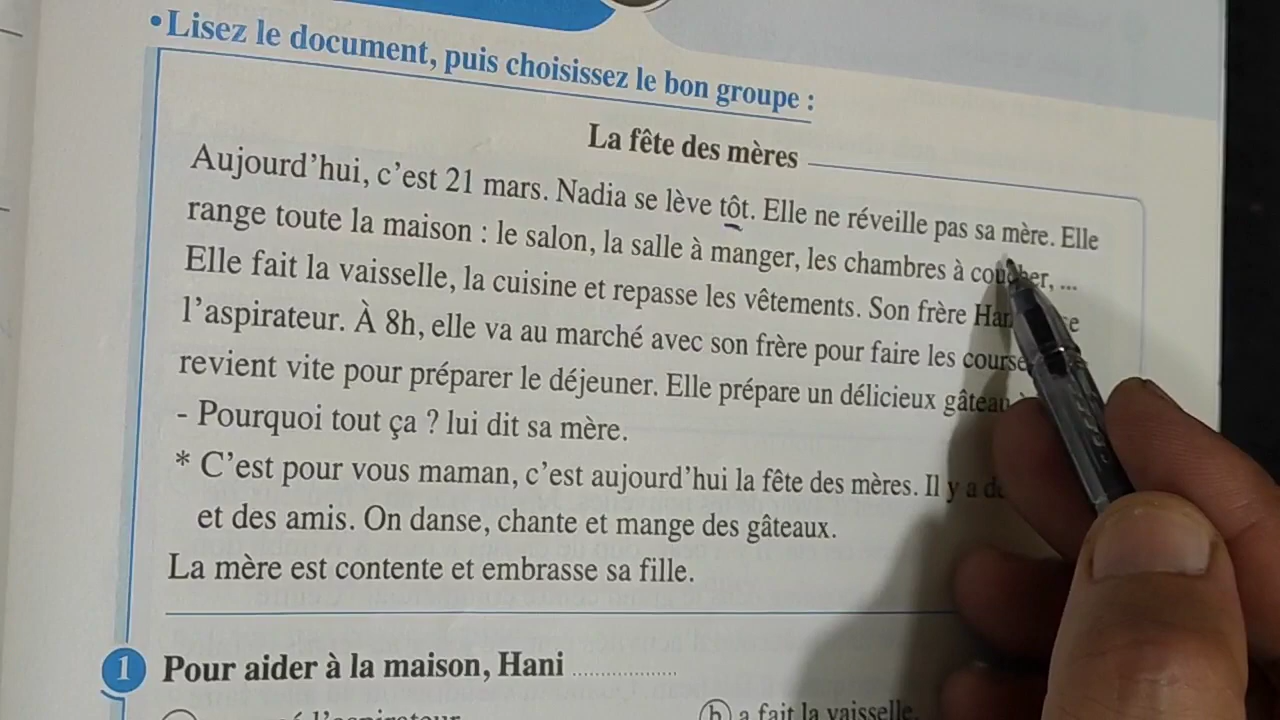 •Lisez le document, puis choisissez le bon groupe :
La fête des mères
Aujourd'hui, c'est 21 mars. Nadia se lève tôt. Elle ne réveille pas sa mère. Elle
range toute la maison : le salon, la salle à manger, les chambres à coucher, ...
Elle fait la vaisselle, la cuisine et repasse les vêtements. Son frère
l'aspirateur. À 8h, elle va au marché avec son frère pour faire les
revient vite pour préparer le déjeuner. Elle prépare un délicieux gâteau
- Pourquoi tout ça ? lui dit sa mère.
* C'est pour vous maman, c'est aujourd'hui la fête des mères. Il y a
et des amis. On danse, chante et mange des gâteaux.
La mère est contente et embrasse sa fille.
1 Pour aider à la maison, Hani ...................
l'aspirateur (b) a fait la vaisselle.